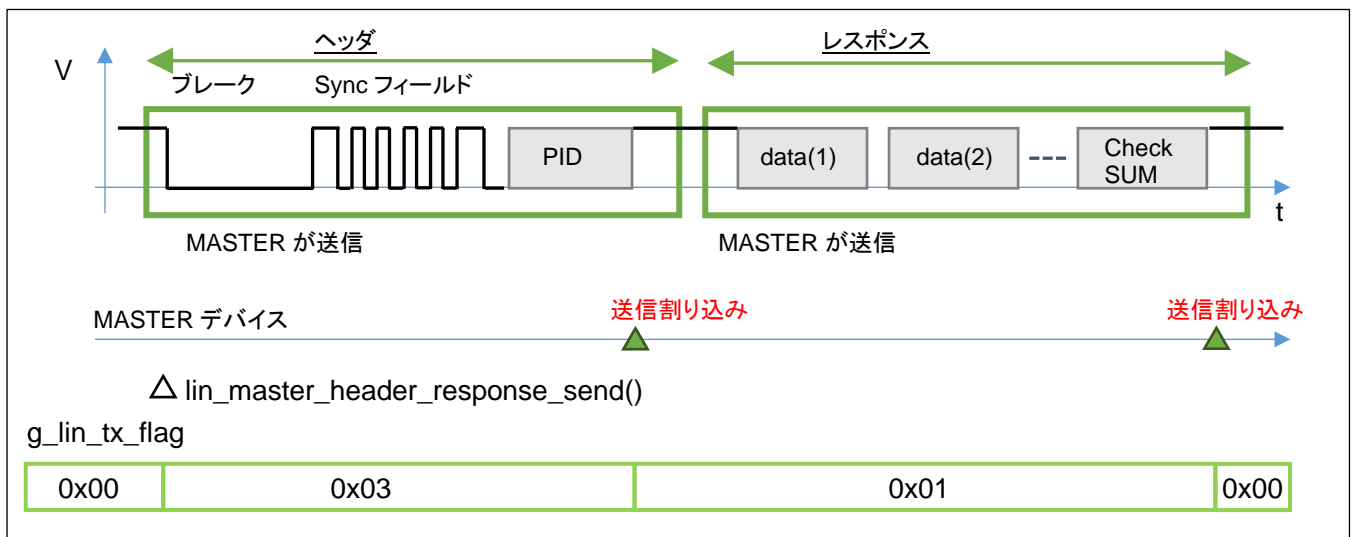 ヘッダ
レスポンス
V
ブレーク
Sync フィールド
PID
data(1)
data(2)
---
Check
SUM
t
MASTER が送信
MASTER が送信
送信割り込み
送信割り込み
MASTER デバイス
lin_master_header_response_send()
g_lin_tx_flag
0x00
0x03
0x01
0x00